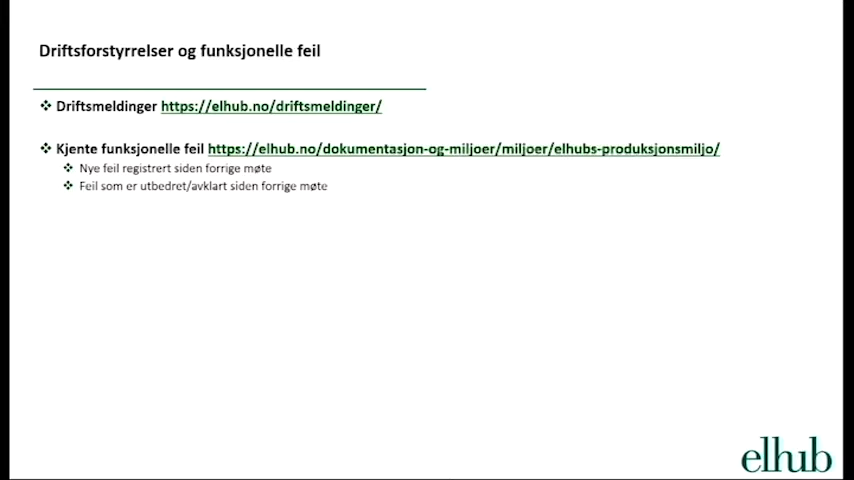 Driftsforstyrrelser og funksjonelle feil
Driftsmeldinger https://elhub.no/driftsmeldinger/
Kjente funksjonelle feil https://elhub.no/dokumentasjon-og-miljoer/miljoer/elhubs-produksjonsmiljo/
Nye feil registrert siden forrige møte
Feil som er utbedret/avklart siden forrige møte
elhub